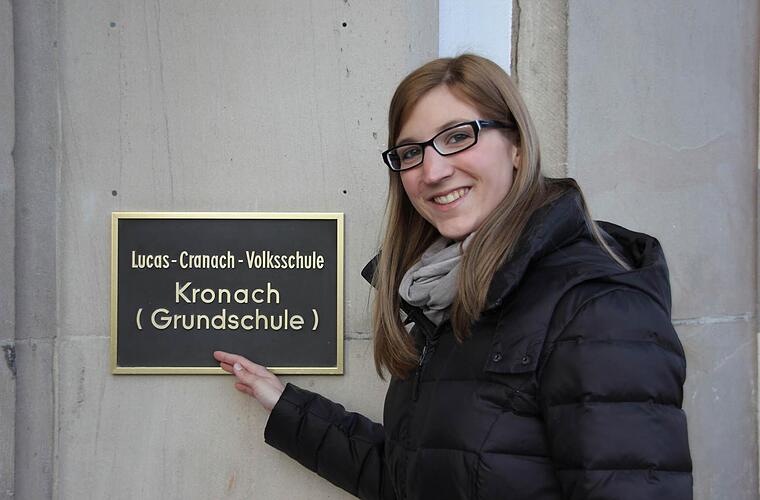 Lucas-Cranach-Volksschule
Kronach
( Grundschule )